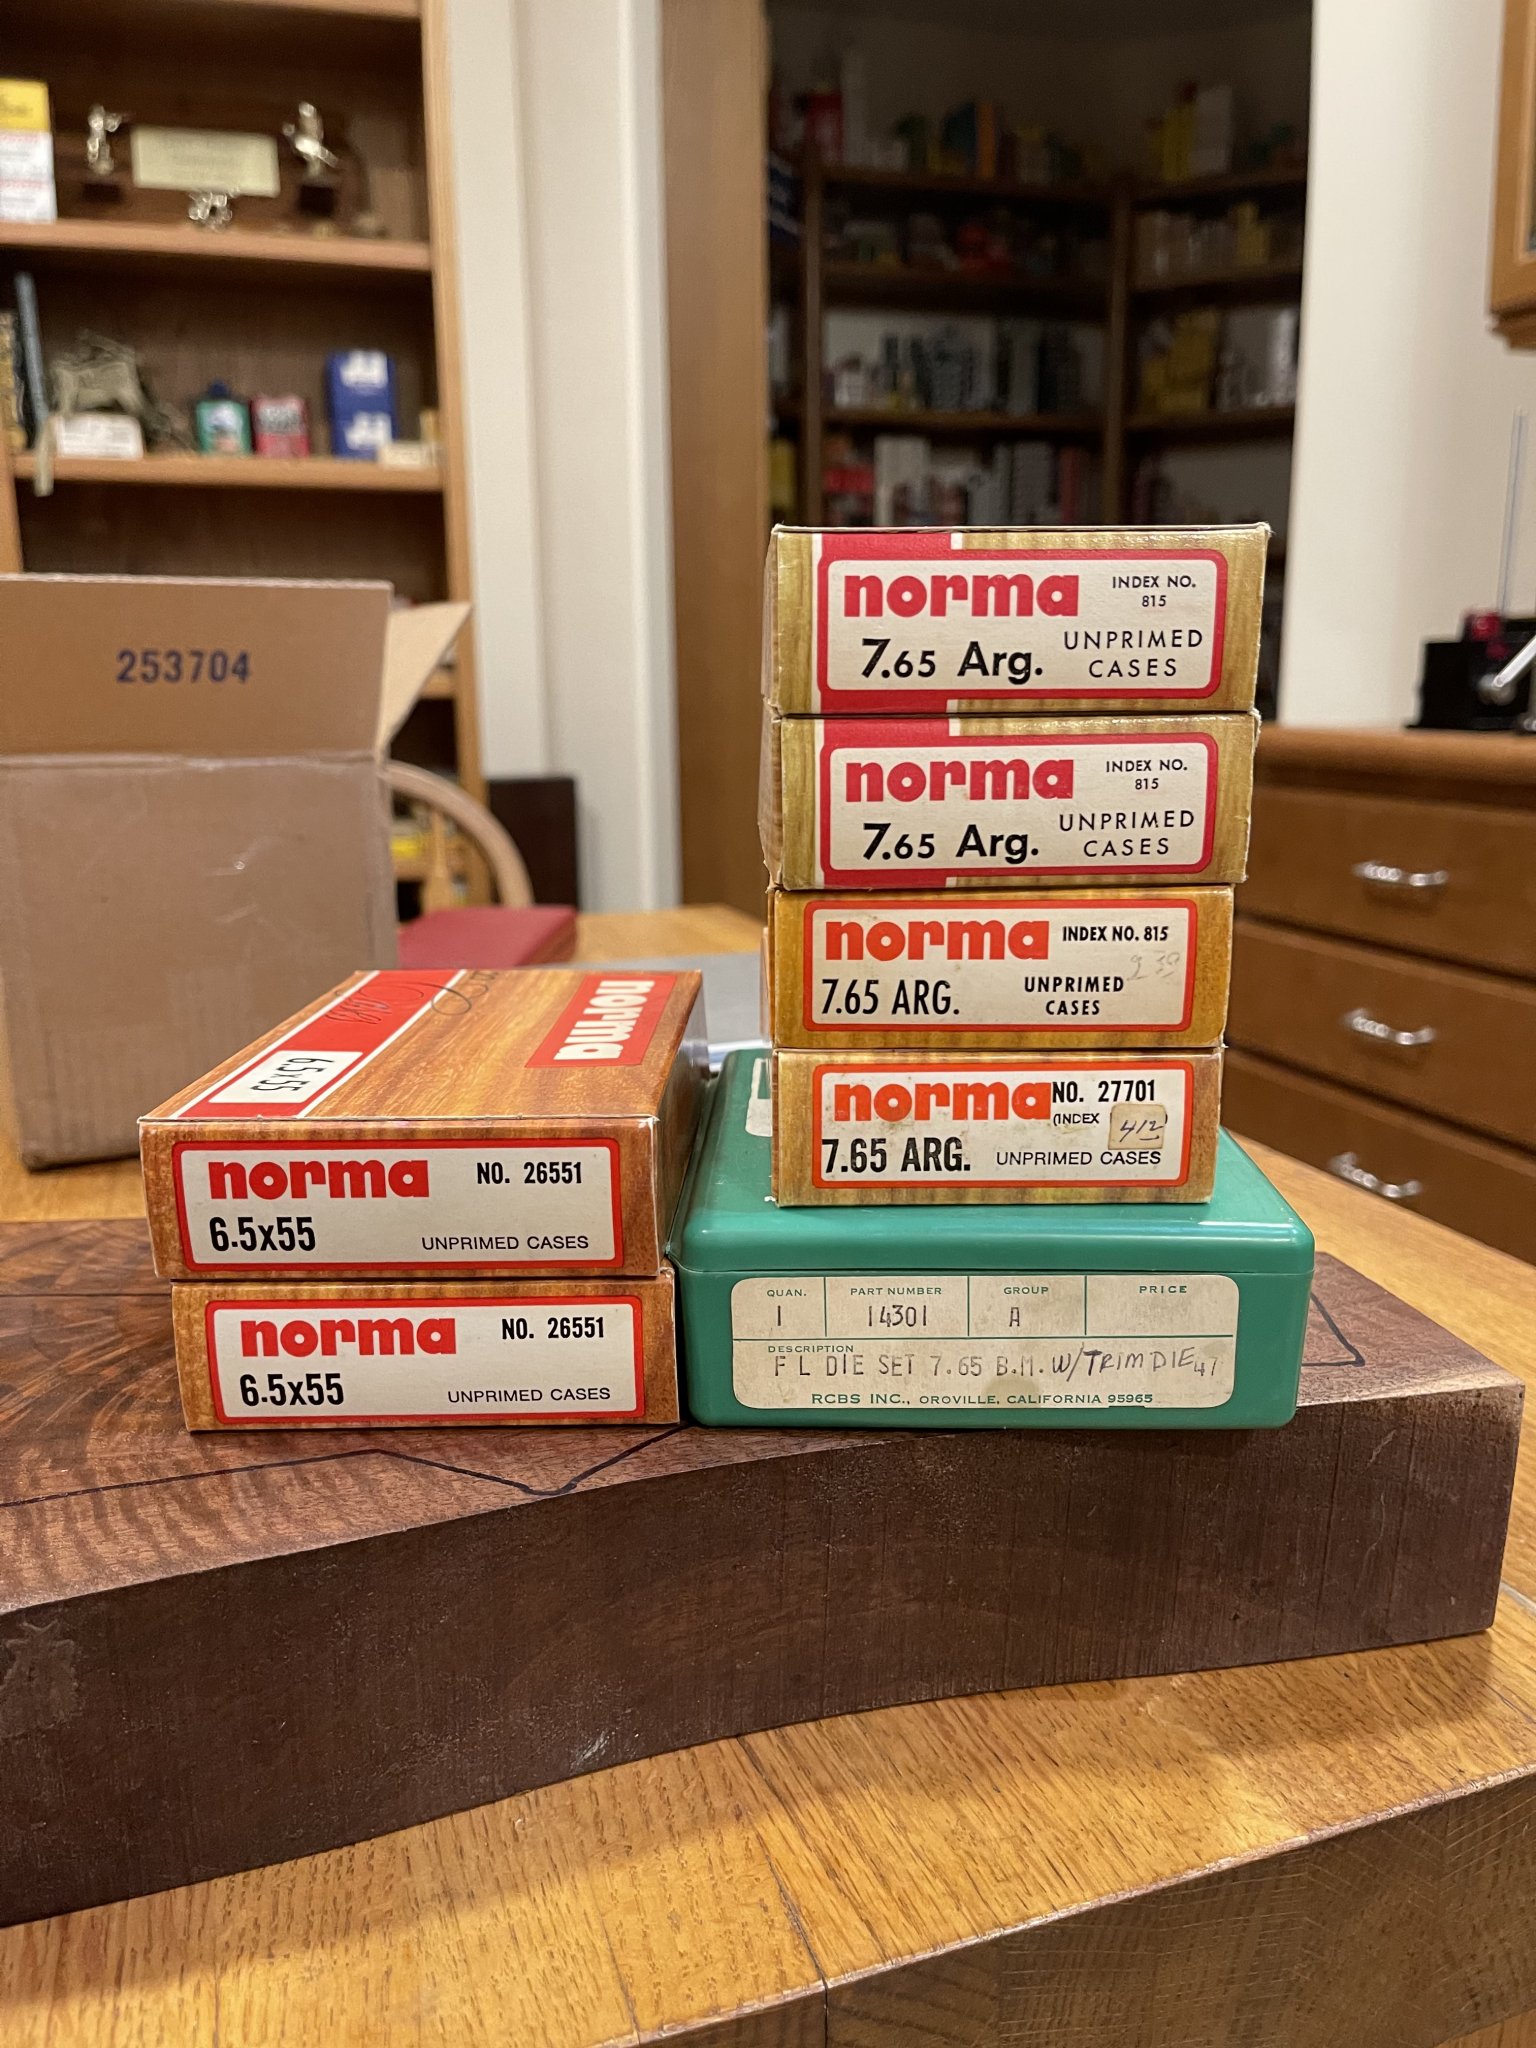 253704
norma
INDEX NO.
815
7.65 Arg.
UNPRIMED
CASES
norma
INDEX NO.
815
7.65 Arg.
UNPRIMED
CASES
norma
INDEX NO. 815
7.65 ARG.
UNPRIMED
CASES
norma
NO. 27701
(INDEX
412
7.65 ARG.
UNPRIMED CASES
norma
6.5x55
norma
NO. 26551
6.5x55
UNPRIMED CASES
norma
NO. 26551
6.5x55
UNPRIMED CASES
QUAN. PART NUMBER GROUP PRICE
1 14301 A
DESCRIPTION
F L DIE SET 7.65 B.M. W/TRIM DIE 47
RCBS INC., OROVILLE, CALIFORNIA 95965